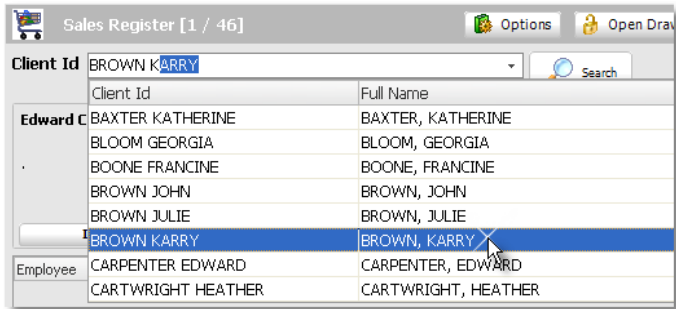 Sales Register [1 / 46] Options Open Draw
Client Id BROWN KARRY Search
Client Id Full Name
Edward C BAXTER KATHERINE BAXTER, KATHERINE
BLOOM GEORGIA BLOOM, GEORGIA
BOONE FRANCINE BOONE, FRANCINE
BROWN JOHN BROWN, JOHN
BROWN JULIE BROWN, JULIE
BROWN KARRY BROWN, KARRY
Employee CARPENTER EDWARD CARPENTER, EDWARD
CARTWRIGHT HEATHER CARTWRIGHT, HEATHER